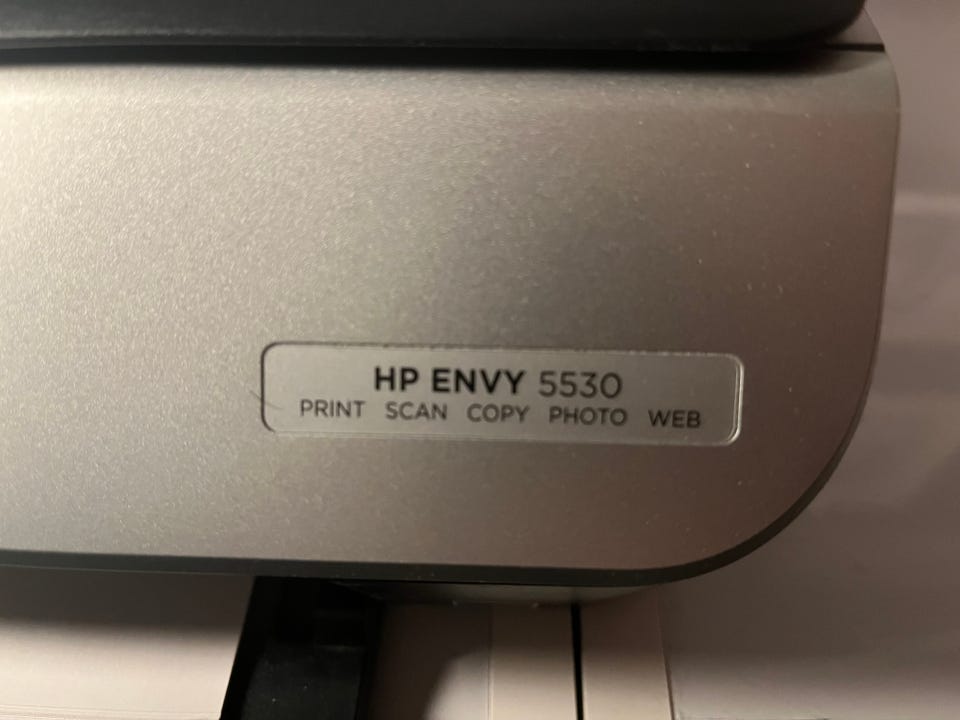 HP ENVY 5530
PRINT SCAN COPY PHOTO WEB